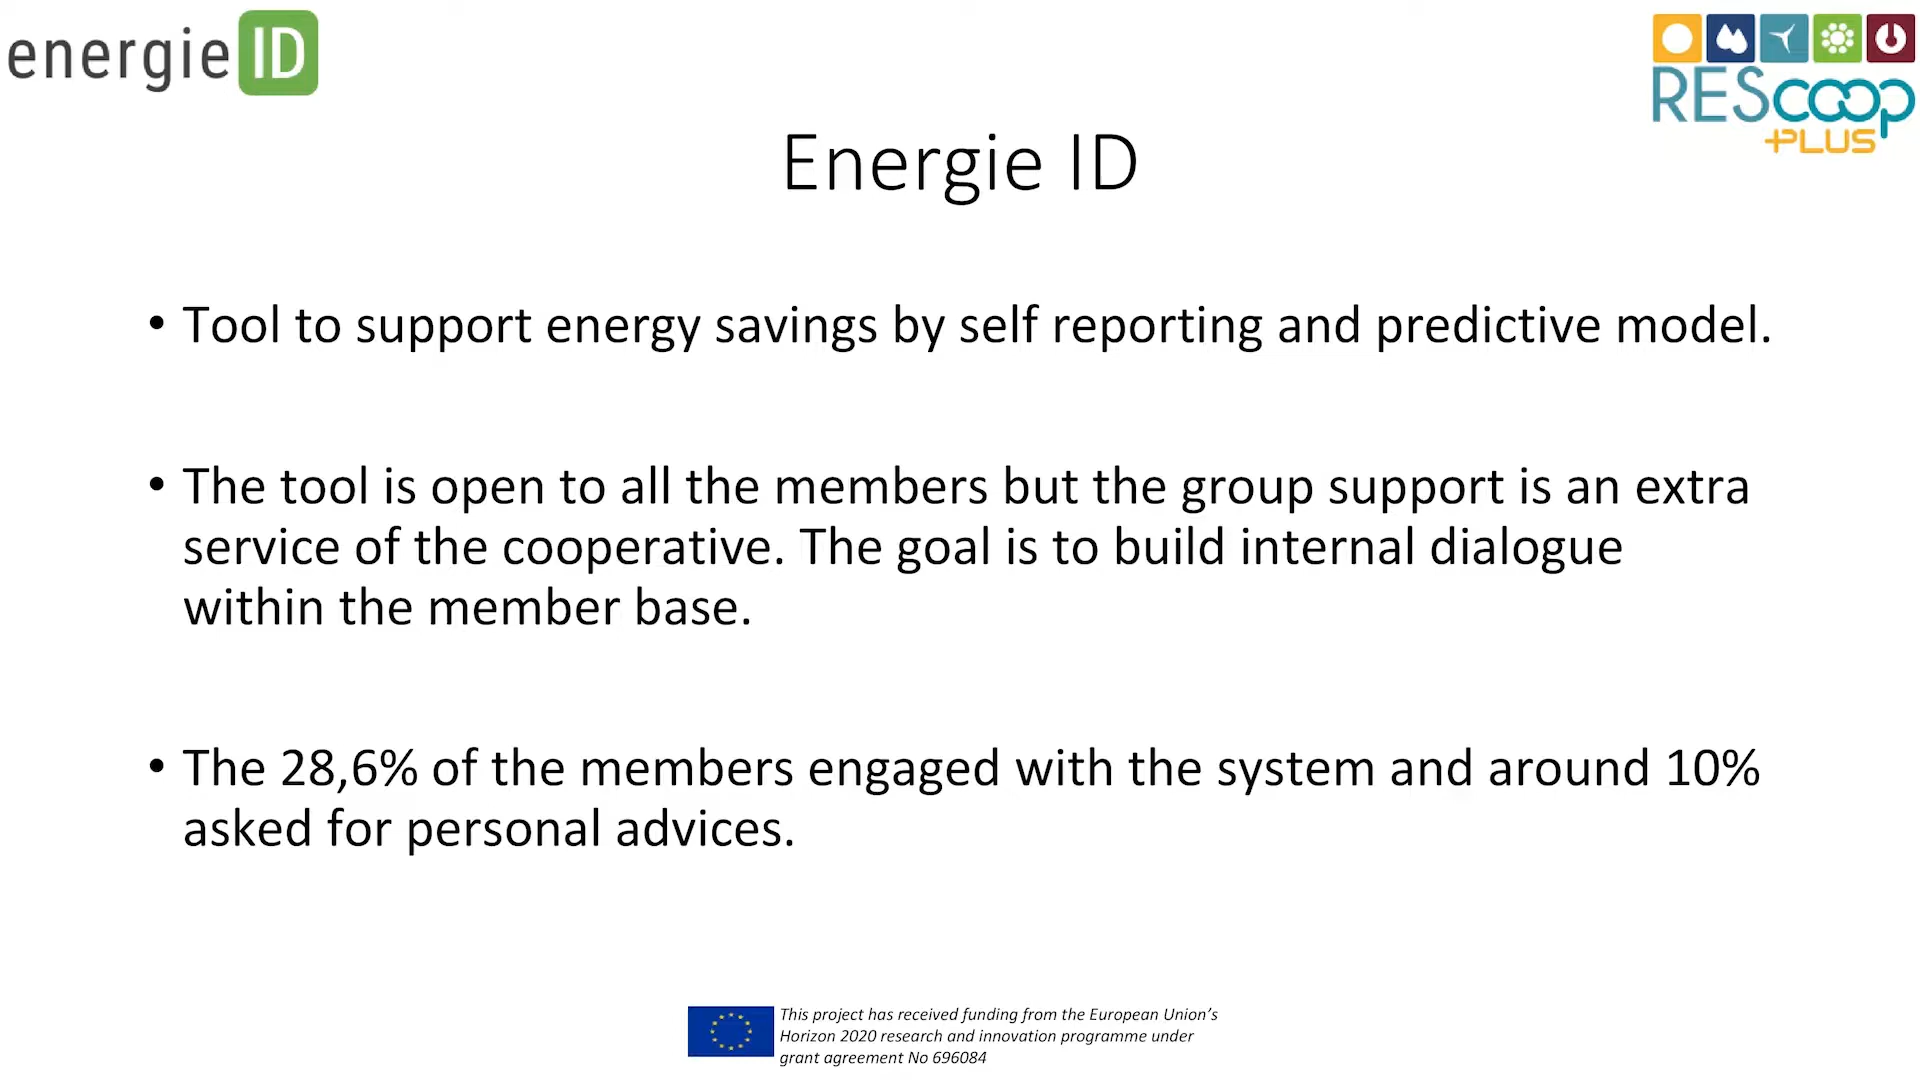 energieID
REScoop
PLUS
Energie ID
• Tool to support energy savings by self reporting and predictive model.
• The tool is open to all the members but the group support is an extra
service of the cooperative. The goal is to build internal dialogue
within the member base.
• The 28,6% of the members engaged with the system and around 10%
asked for personal advices.
This project has received funding from the European Union’s
Horizon 2020 research and innovation programme under
grant agreement No 696084